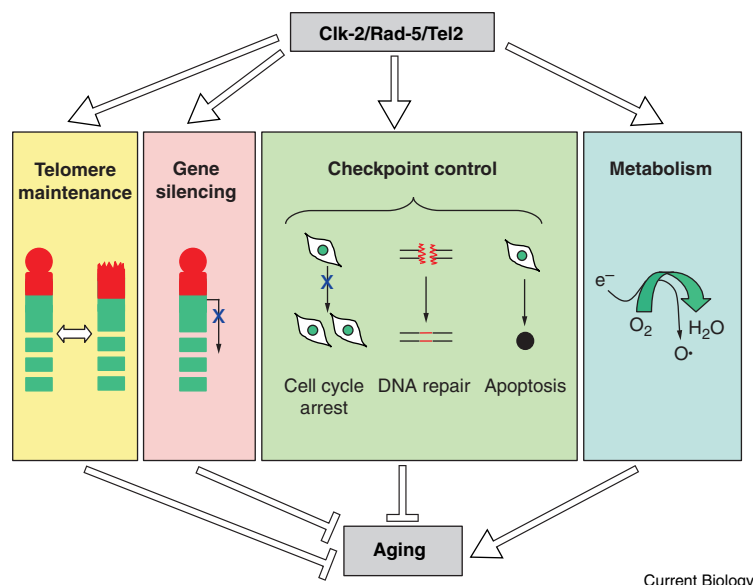 Clk-2/Rad-5/Tel2
Telomere
maintenance
Gene
silencing
Checkpoint control
Metabolism
X
X
e⁻
O₂
H₂O
O•
Cell cycle
arrest
DNA repair
Apoptosis
Aging
Current Biology